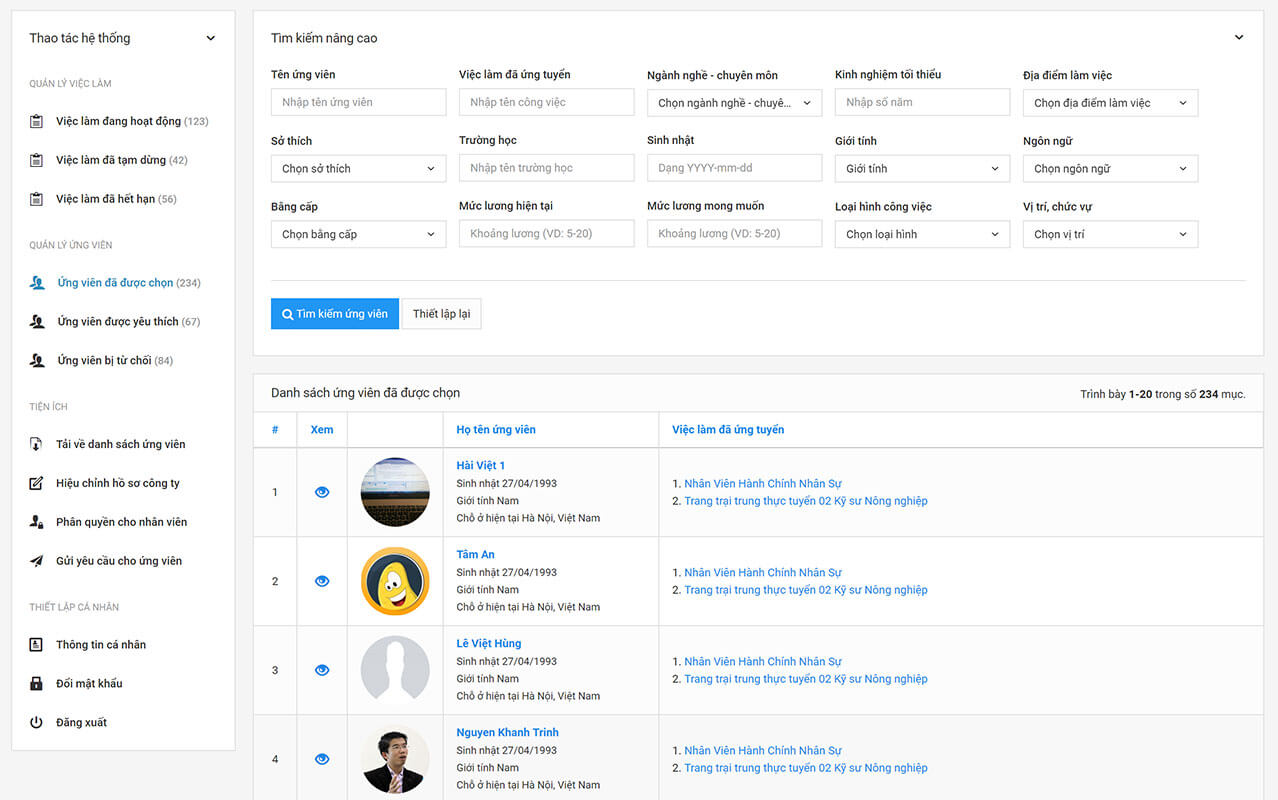 Thao tác hệ thống
QUẢN LÝ VIỆC LÀM
Việc làm đang hoạt động (123)
Việc làm đã tạm dừng (42)
Việc làm đã hết hạn (56)
QUẢN LÝ ỨNG VIÊN
Ứng viên đã được chọn (234)
Ứng viên được yêu thích (67)
Ứng viên bị từ chối (84)
TIỆN ÍCH
Tải về danh sách ứng viên
Hiệu chỉnh hồ sơ công ty
Phân quyền cho nhân viên
Gửi yêu cầu cho ứng viên
THIẾT LẬP CÁ NHÂN
Thông tin cá nhân
Đổi mật khẩu
Đăng xuất
Tìm kiếm nâng cao
Tên ứng viên
Việc làm đã ứng tuyển
Ngành nghề - chuyên môn
Kinh nghiệm tối thiểu
Địa điểm làm việc
Nhập tên ứng viên
Nhập tên công việc
Chọn ngành nghề - chuyê...
Nhập số năm
Chọn địa điểm làm việc
Sở thích
Trường học
Sinh nhật
Giới tính
Ngôn ngữ
Chọn sở thích
Nhập tên trường học
Dạng YYYY-mm-dd
Giới tính
Chọn ngôn ngữ
Bằng cấp
Mức lương hiện tại
Mức lương mong muốn
Loại hình công việc
Vị trí, chức vụ
Chọn bằng cấp
Khoảng lương (VD: 5-20)
Khoảng lương (VD: 5-20)
Chọn loại hình
Chọn vị trí
Tìm kiếm ứng viên
Thiết lập lại
Danh sách ứng viên đã được chọn
Trình bày 1-20 trong số 234 mục.
#
Xem
Họ tên ứng viên
Việc làm đã ứng tuyển
1
Hài Việt 1
Sinh nhật 27/04/1993
Giới tính Nam
Chỗ ở hiện tại Hà Nội, Việt Nam
1. Nhân Viên Hành Chính Nhân Sự
2. Trang trại trung thực tuyển 02 Kỹ sư Nông nghiệp
2
Tâm An
Sinh nhật 27/04/1993
Giới tính Nam
Chỗ ở hiện tại Hà Nội, Việt Nam
1. Nhân Viên Hành Chính Nhân Sự
2. Trang trại trung thực tuyển 02 Kỹ sư Nông nghiệp
3
Lê Việt Hùng
Sinh nhật 27/04/1993
Giới tính Nam
Chỗ ở hiện tại Hà Nội, Việt Nam
1. Nhân Viên Hành Chính Nhân Sự
2. Trang trại trung thực tuyển 02 Kỹ sư Nông nghiệp
4
Nguyen Khanh Trinh
Sinh nhật 27/04/1993
Giới tính Nam
Chỗ ở hiện tại Hà Nội, Việt Nam
1. Nhân Viên Hành Chính Nhân Sự
2. Trang trại trung thực tuyển 02 Kỹ sư Nông nghiệp